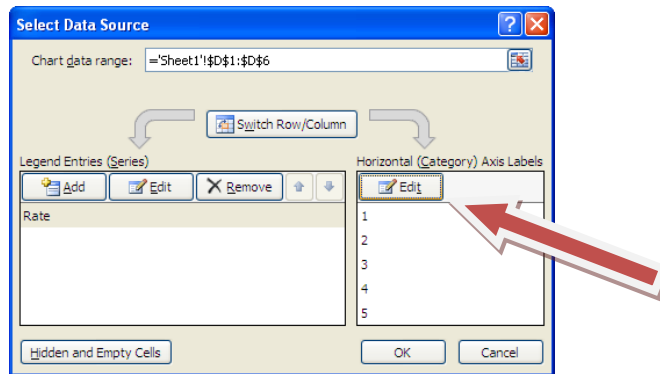 Select Data Source
Chart data range: ='Sheet1'!$D$1:$D$6
Switch Row/Column
Legend Entries (Series)
Add Edit Remove
Rate
Horizontal (Category) Axis Labels
Edit
1
2
3
4
5
Hidden and Empty Cells
OK Cancel